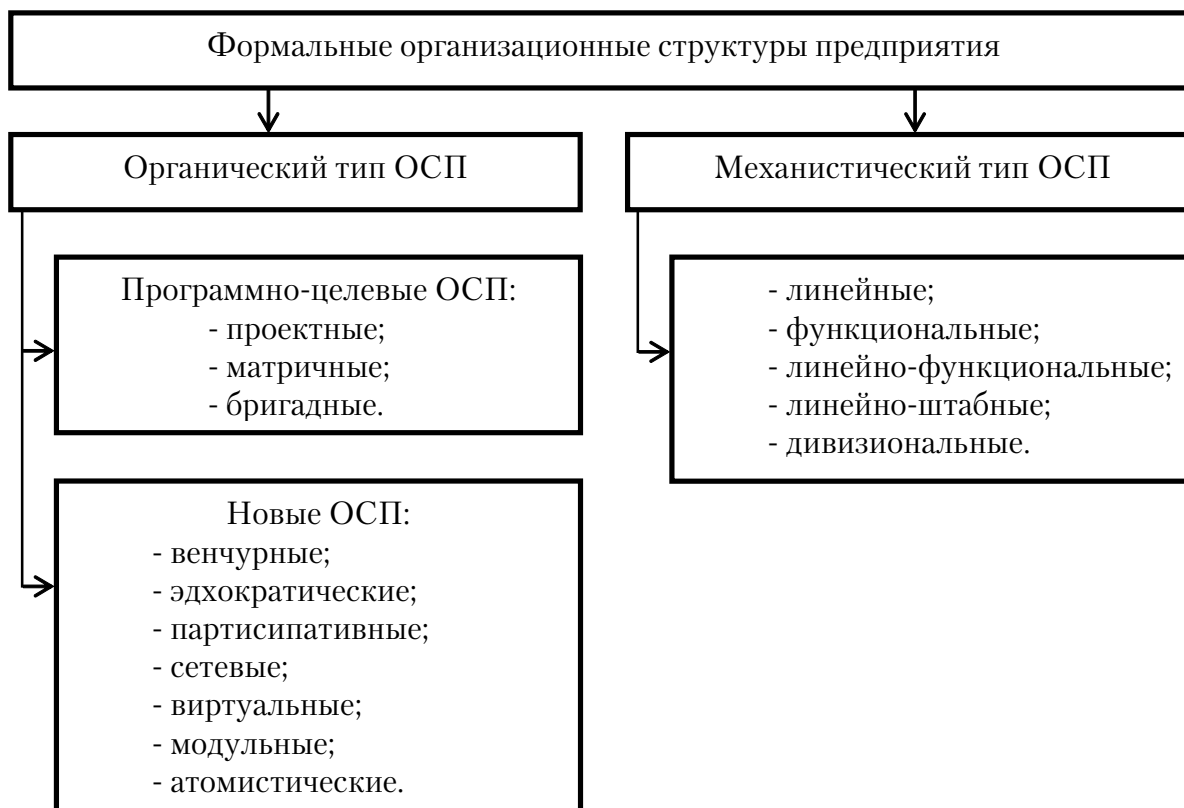 Формальные организационные структуры предприятия
Органический тип ОСП
Механистический тип ОСП
Программно-целевые ОСП:
- проектные;
- матричные;
- бригадные.
- линейные;
- функциональные;
- линейно-функциональные;
- линейно-штабные;
- дивизиональные.
Новые ОСП:
- венчурные;
- эдхократические;
- партисипативные;
- сетевые;
- виртуальные;
- модульные;
- атомистические.